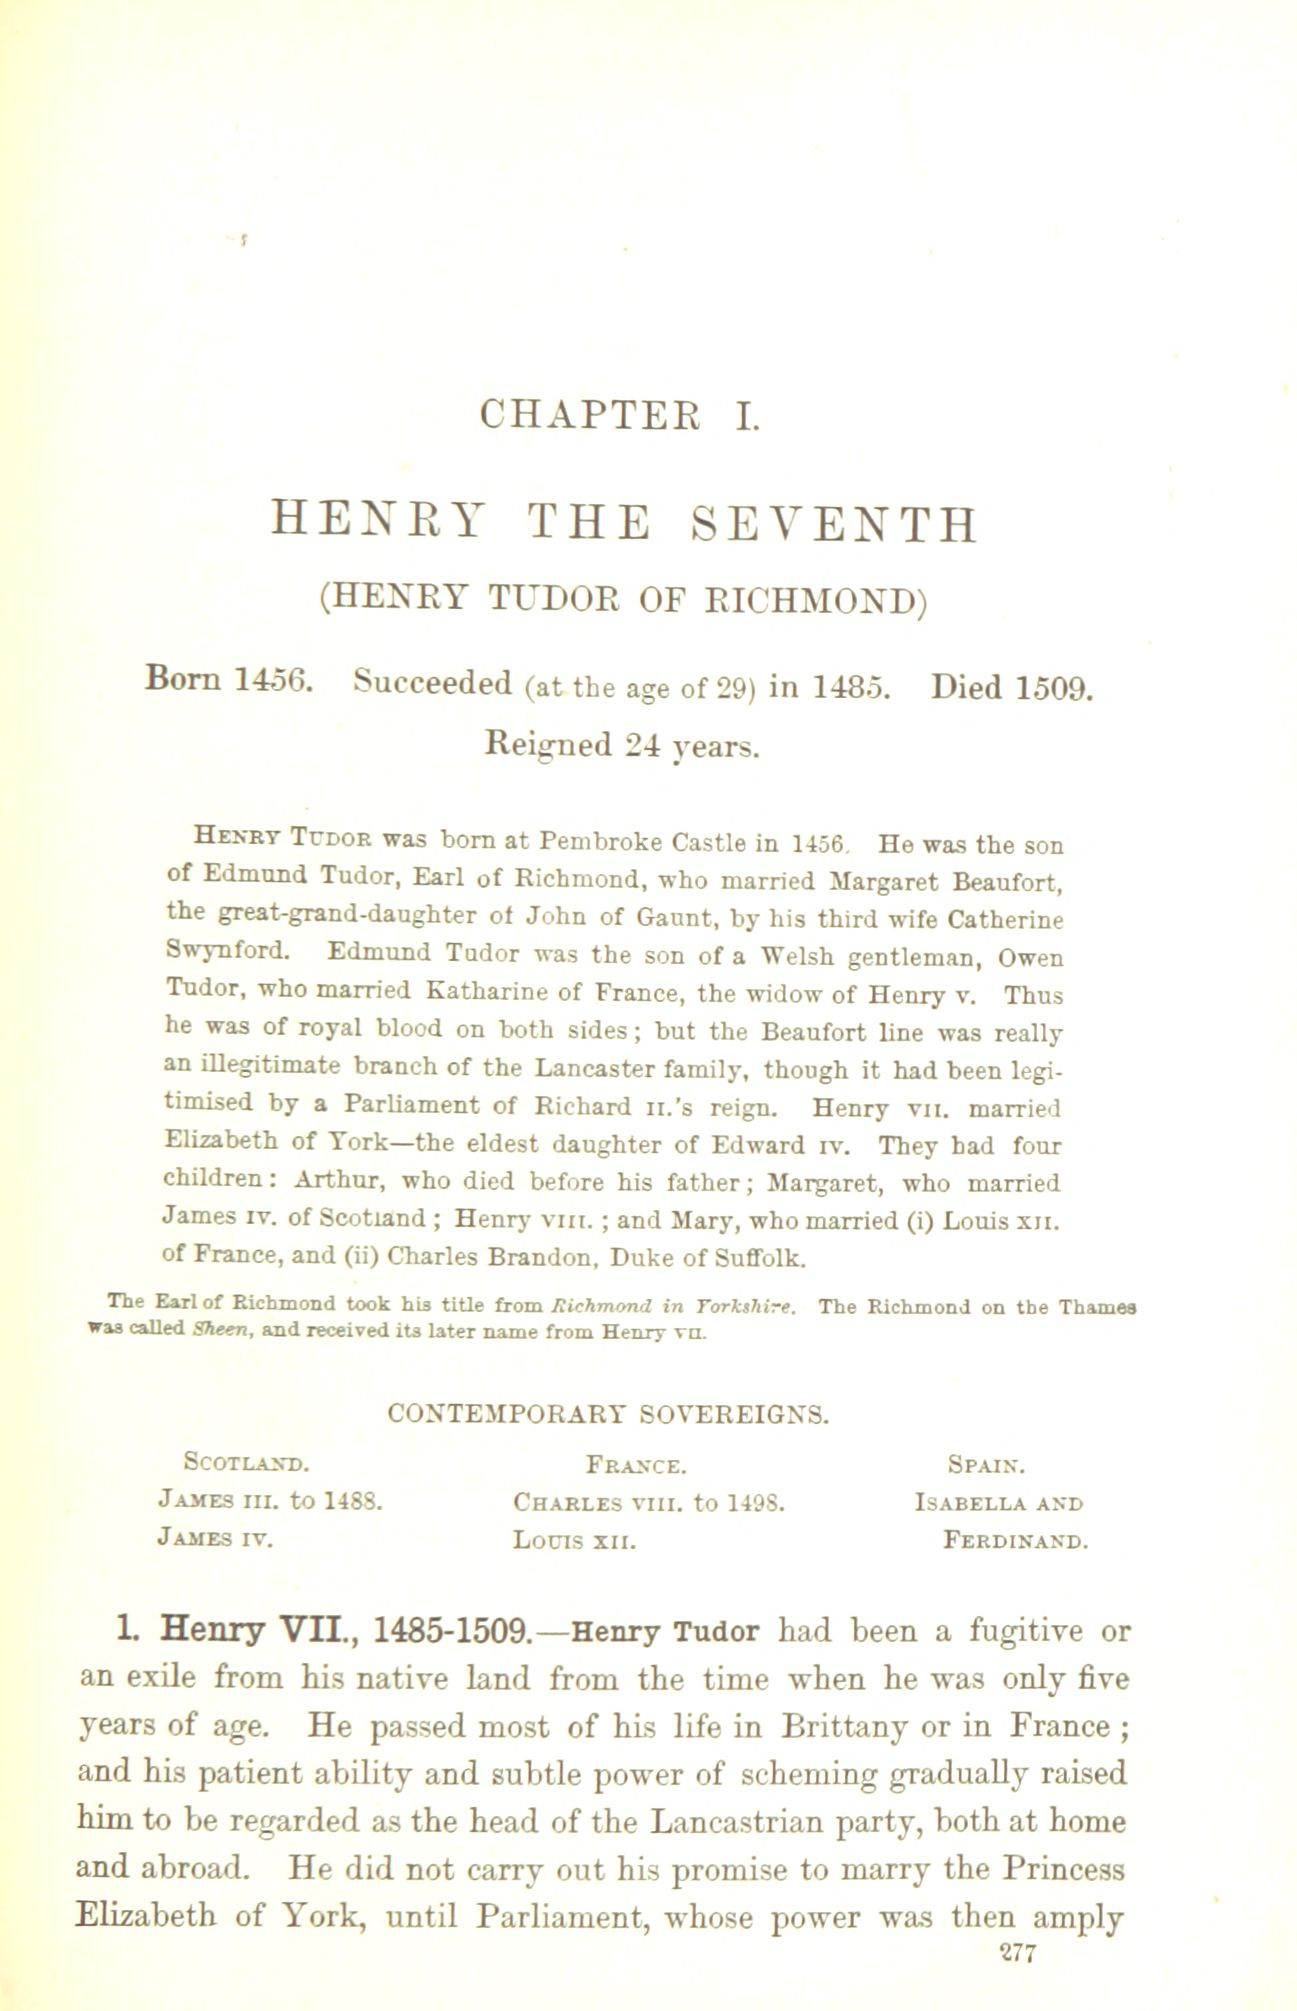 CHAPTER I.
HENRY THE SEVENTH
(HENRY TUDOR OF RICHMOND)
Born 1456. Succeeded (at the age of 29) in 1485. Died 1509.
Reigned 24 years.
HENRY TUDOR was born at Pembroke Castle in 1456. He was the son
of Edmund Tudor, Earl of Richmond, who married Margaret Beaufort,
the great-grand-daughter of John of Gaunt, by his third wife Catherine
Swynford. Edmund Tudor was the son of a Welsh gentleman, Owen
Tudor, who married Katharine of France, the widow of Henry V. Thus
he was of royal blood on both sides; but the Beaufort line was really
an illegitimate branch of the Lancaster family, though it had been legi-
timised by a Parliament of Richard II.'s reign. Henry VII. married
Elizabeth of York—the eldest daughter of Edward IV. They had four
children: Arthur, who died before his father; Margaret, who married
James IV. of Scotland; Henry VIII.; and Mary, who married (i) Louis XII.
of France, and (ii) Charles Brandon, Duke of Suffolk.
The Earl of Richmond took his title from Richmond in Yorkshire. The Richmond on the Thames
was called Sheen, and received its later name from Henry VII.
CONTEMPORARY SOVEREIGNS.
SCOTLAND. FRANCE. SPAIN.
JAMES III. to 1488. CHARLES VIII. to 1498. ISABELLA AND
JAMES IV. LOUIS XII. FERDINAND.
1. Henry VII., 1485-1509.—Henry Tudor had been a fugitive or
an exile from his native land from the time when he was only five
years of age. He passed most of his life in Brittany or in France;
and his patient ability and subtle power of scheming gradually raised
him to be regarded as the head of the Lancastrian party, both at home
and abroad. He did not carry out his promise to marry the Princess
Elizabeth of York, until Parliament, whose power was then amply
277